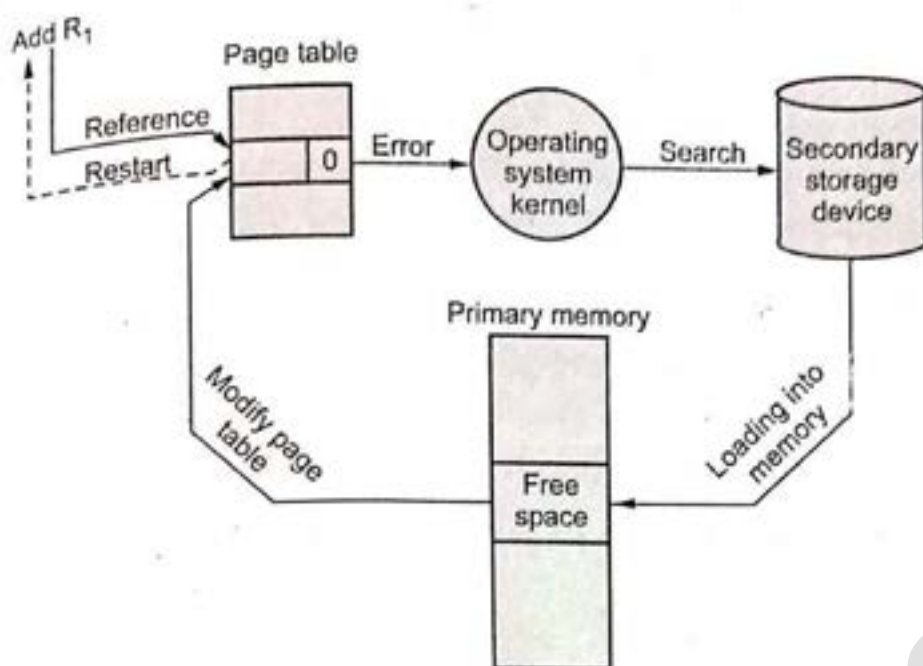 Add R₁
Page table
Reference
Restart
0
Error
Operating
system
kernel
Search
Secondary
storage
device
Primary memory
Modify page
table
Free
space
Loading into
memory